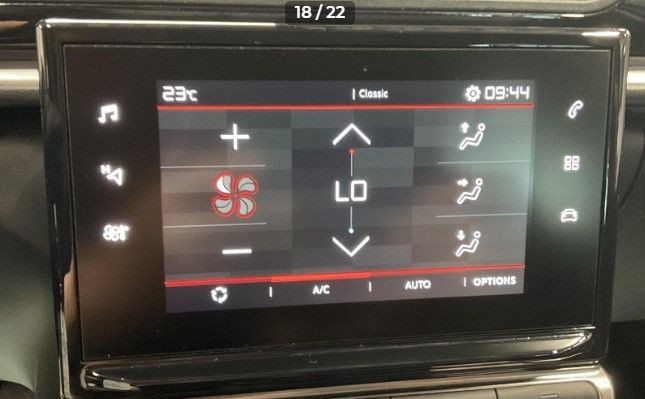 18 / 22
23°C | Classic 09:44
LO
| A/C | AUTO | OPTIONS